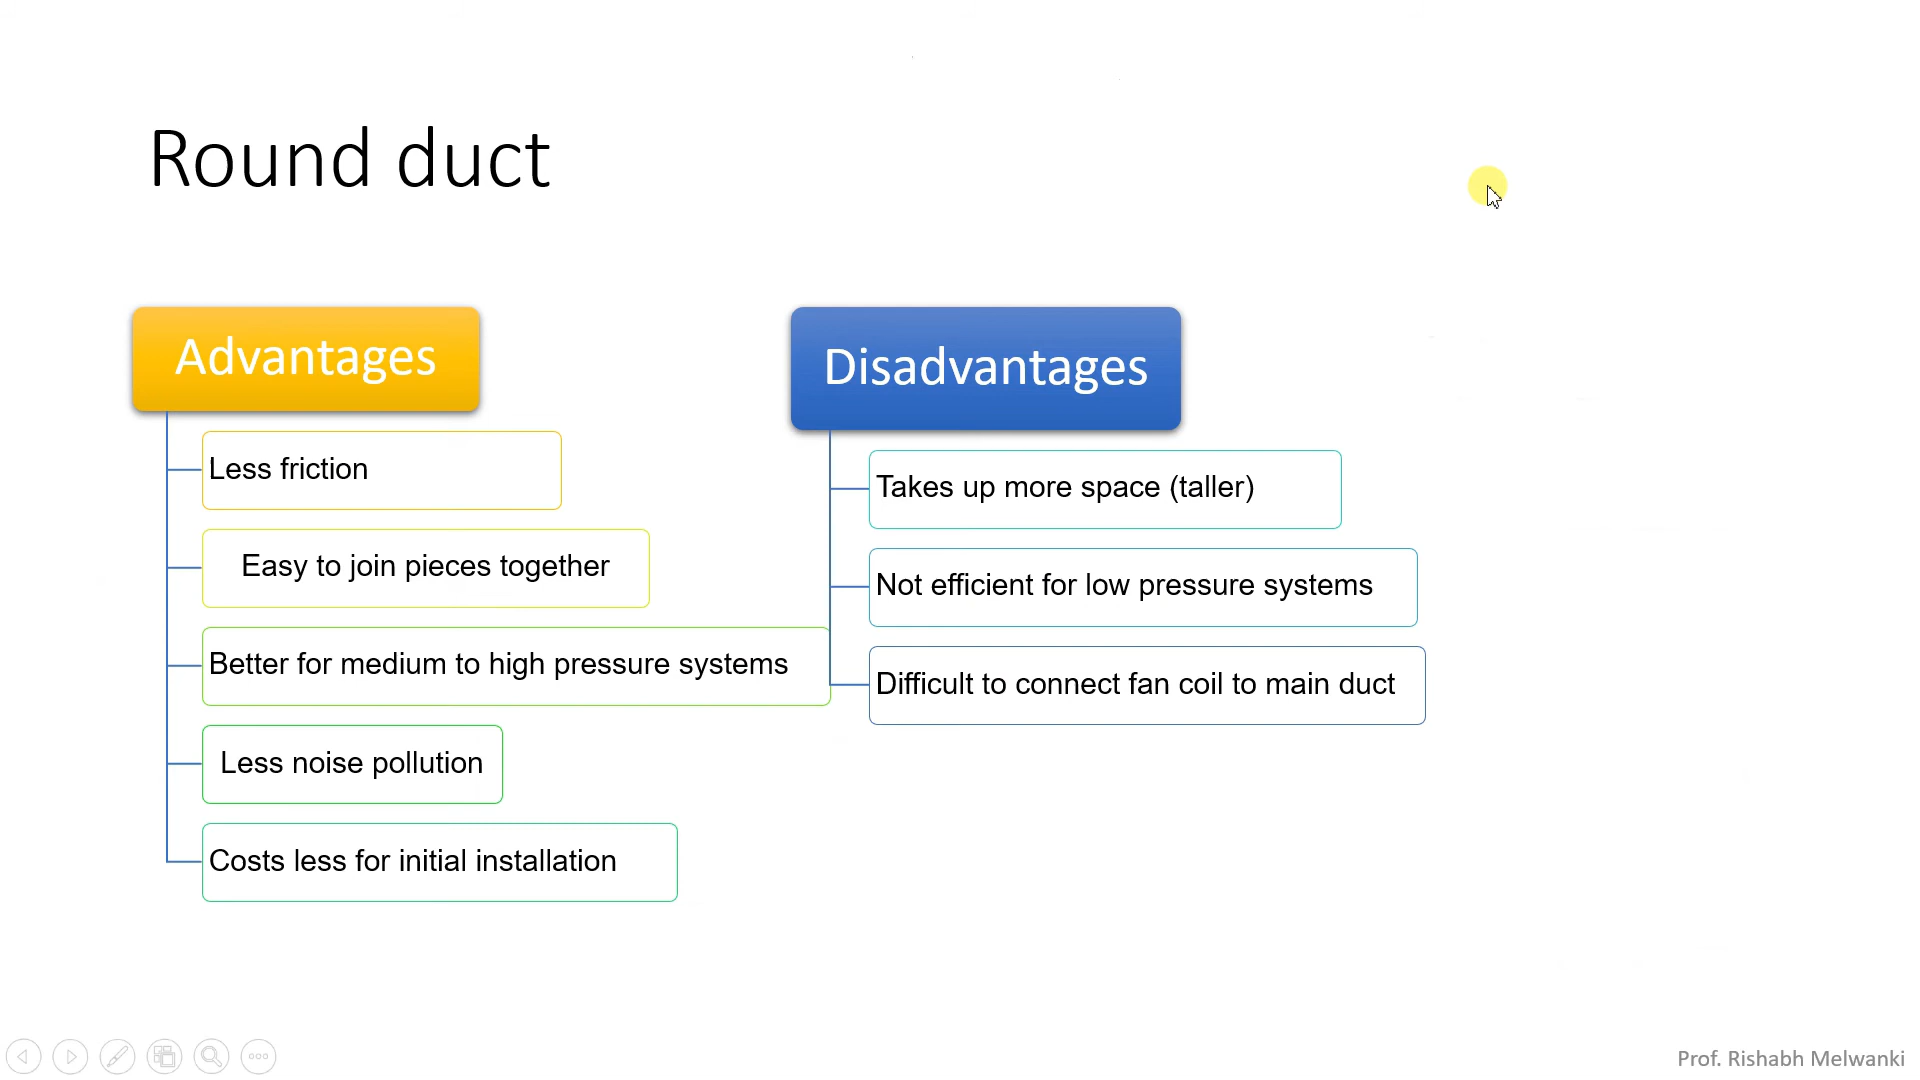 Round duct
Advantages
Less friction
Easy to join pieces together
Better for medium to high pressure systems
Less noise pollution
Costs less for initial installation
Disadvantages
Takes up more space (taller)
Not efficient for low pressure systems
Difficult to connect fan coil to main duct
Prof. Rishabh Melwanki